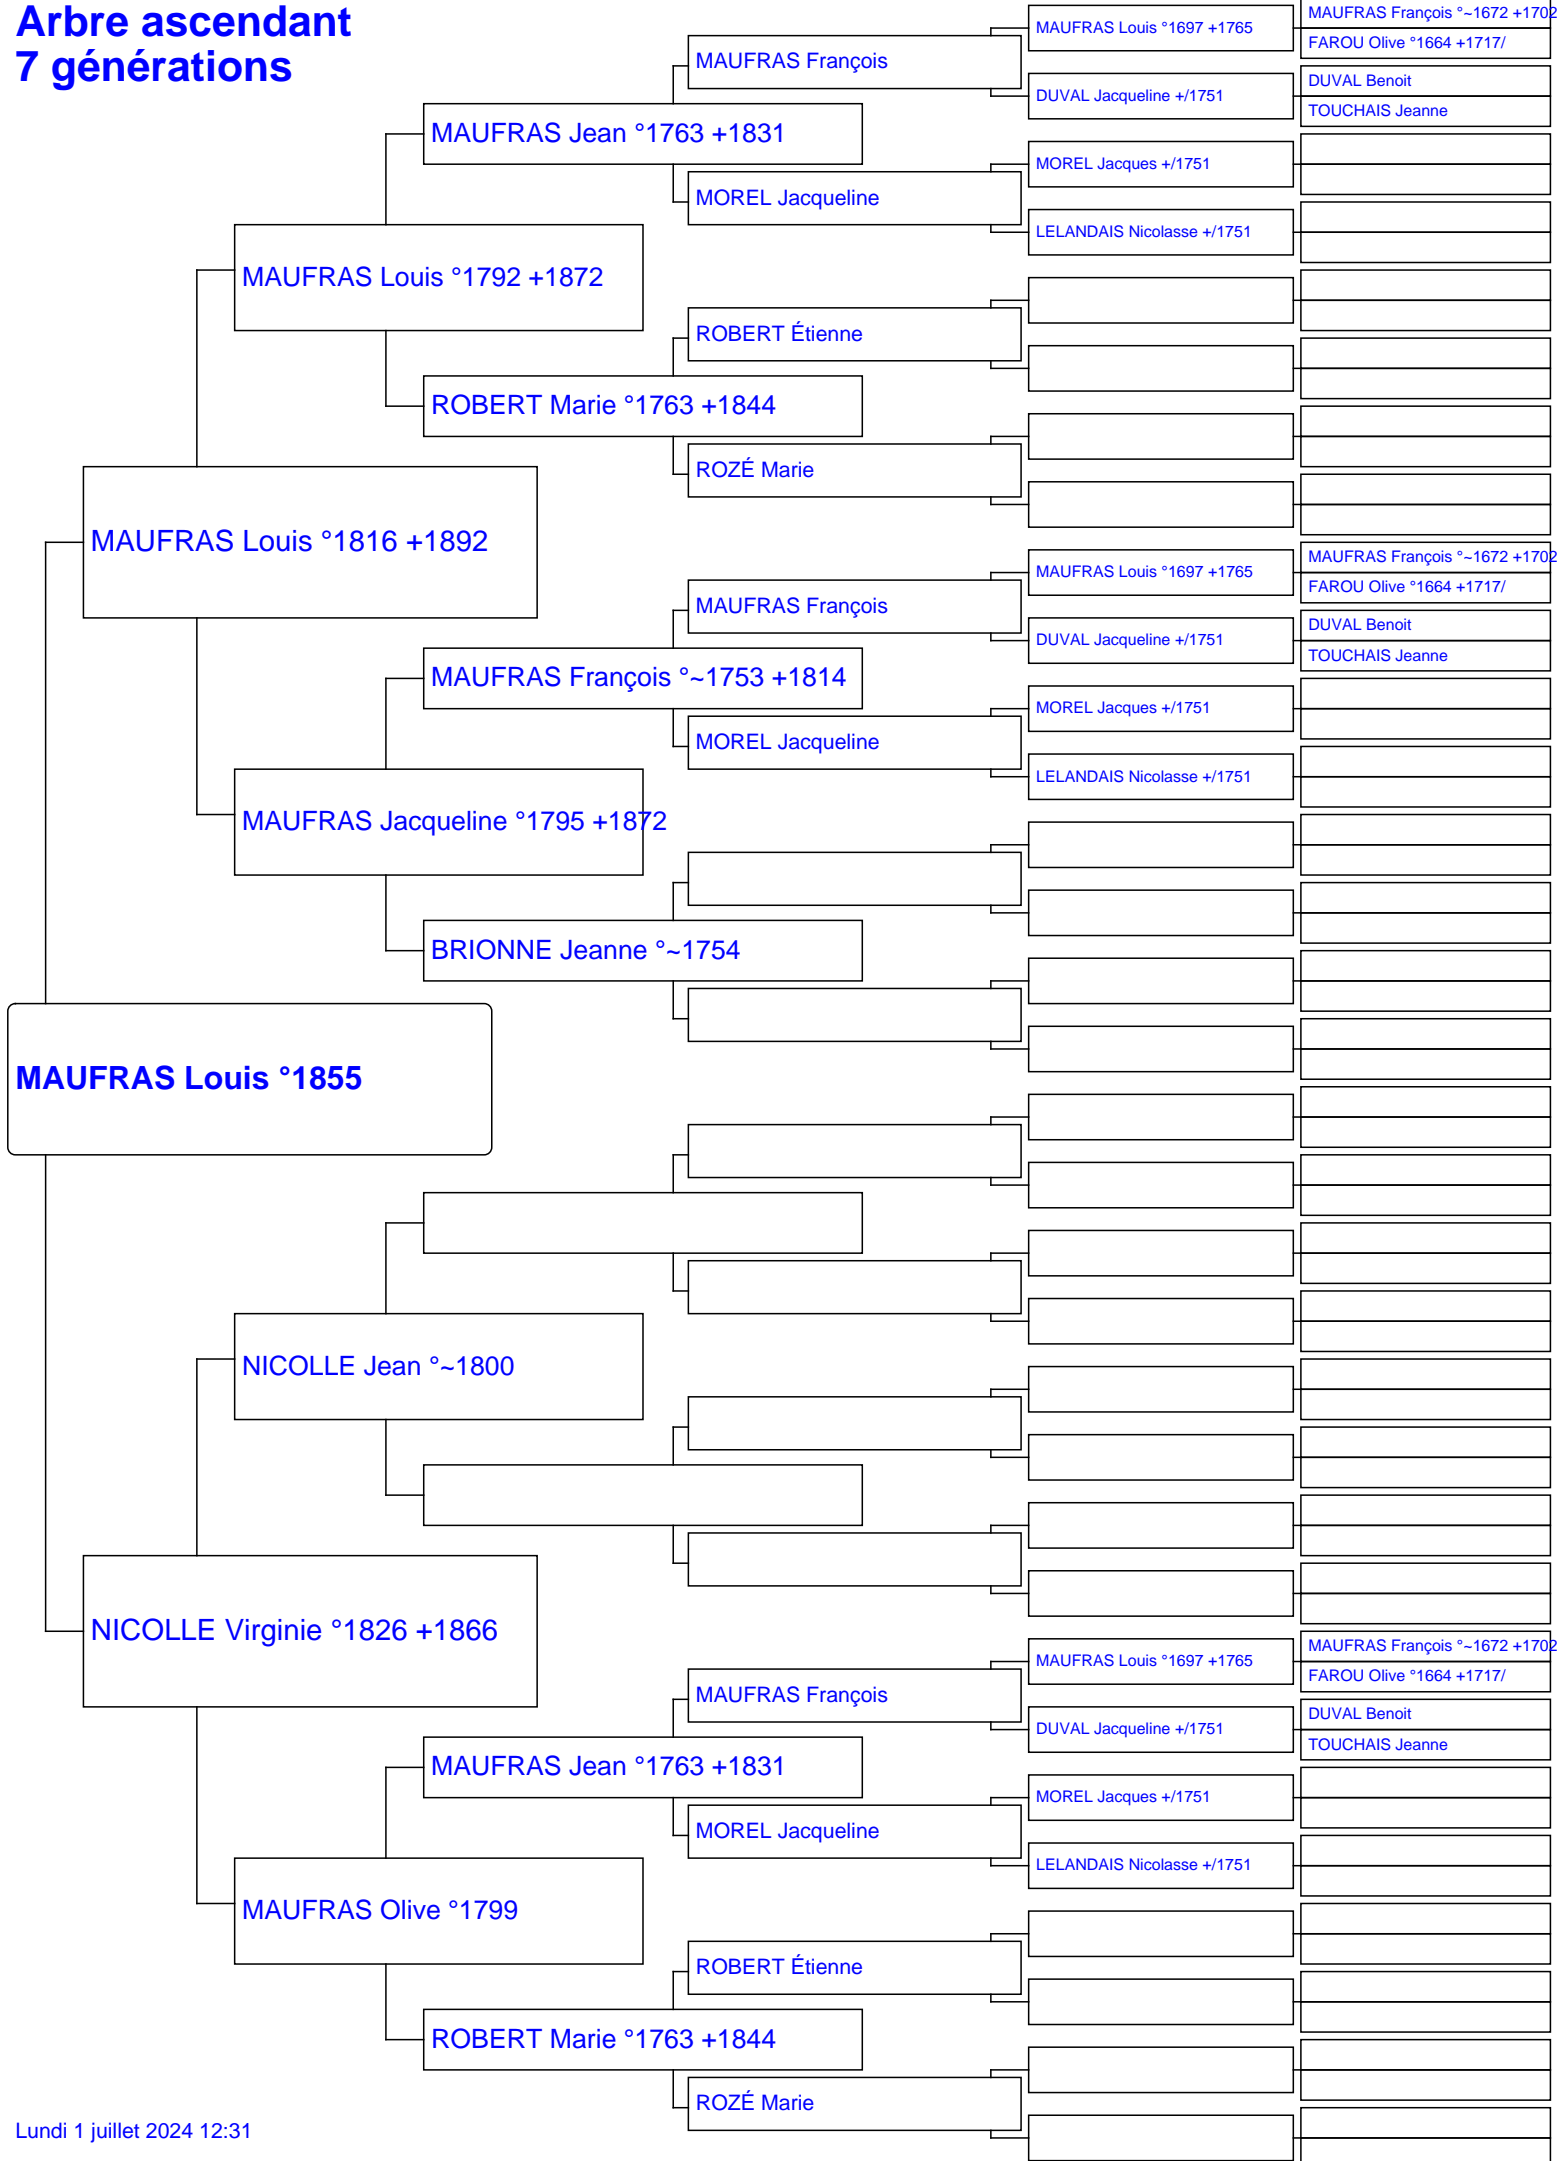 Arbre ascendant
7 générations
MAUFRAS François °~1672 +1702
MAUFRAS Louis °1697 +1765
FAROU Olive °1664 +1717/
MAUFRAS François
DUVAL Benoit
DUVAL Jacqueline +/1751
TOUCHAIS Jeanne
MAUFRAS Jean °1763 +1831
MOREL Jacques +/1751
MOREL Jacqueline
LELANDAIS Nicolasse +/1751
MAUFRAS Louis °1792 +1872
ROBERT Étienne
ROBERT Marie °1763 +1844
ROZÉ Marie
MAUFRAS Louis °1816 +1892
MAUFRAS François °~1672 +1702
MAUFRAS Louis °1697 +1765
FAROU Olive °1664 +1717/
MAUFRAS François
DUVAL Benoit
DUVAL Jacqueline +/1751
TOUCHAIS Jeanne
MAUFRAS François °~1753 +1814
MOREL Jacques +/1751
MOREL Jacqueline
LELANDAIS Nicolasse +/1751
MAUFRAS Jacqueline °1795 +1872
BRIONNE Jeanne °~1754
MAUFRAS Louis °1855
NICOLLE Jean °~1800
NICOLLE Virginie °1826 +1866
MAUFRAS François °~1672 +1702
MAUFRAS Louis °1697 +1765
FAROU Olive °1664 +1717/
MAUFRAS François
DUVAL Benoit
DUVAL Jacqueline +/1751
TOUCHAIS Jeanne
MAUFRAS Jean °1763 +1831
MOREL Jacques +/1751
MOREL Jacqueline
LELANDAIS Nicolasse +/1751
MAUFRAS Olive °1799
ROBERT Étienne
ROBERT Marie °1763 +1844
ROZÉ Marie
Lundi 1 juillet 2024 12:31